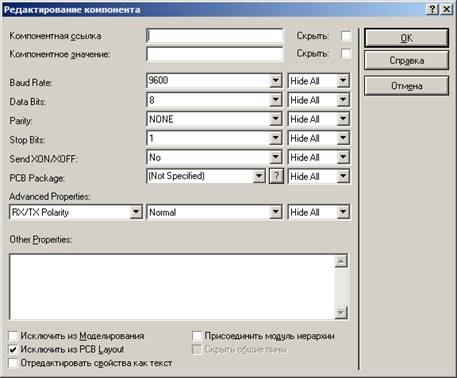 Редактирование компонента
Компонентная ссылка Скрыть: OK
Компонентное значение: Скрыть: Справка
Baud Rate: 9600 Hide All Отмена
Data Bits: 8 Hide All
Parity: NONE Hide All
Stop Bits: 1 Hide All
Send XON/XOFF: No Hide All
PCB Package: (Not Specified) ? Hide All
Advanced Properties:
RX/TX Polarity Normal Hide All
Other Properties:
Исключить из Моделирования Присоединить модуль иерархии
Исключить из PCB Layout Скрыть общие пины
Отредактировать свойства как текст